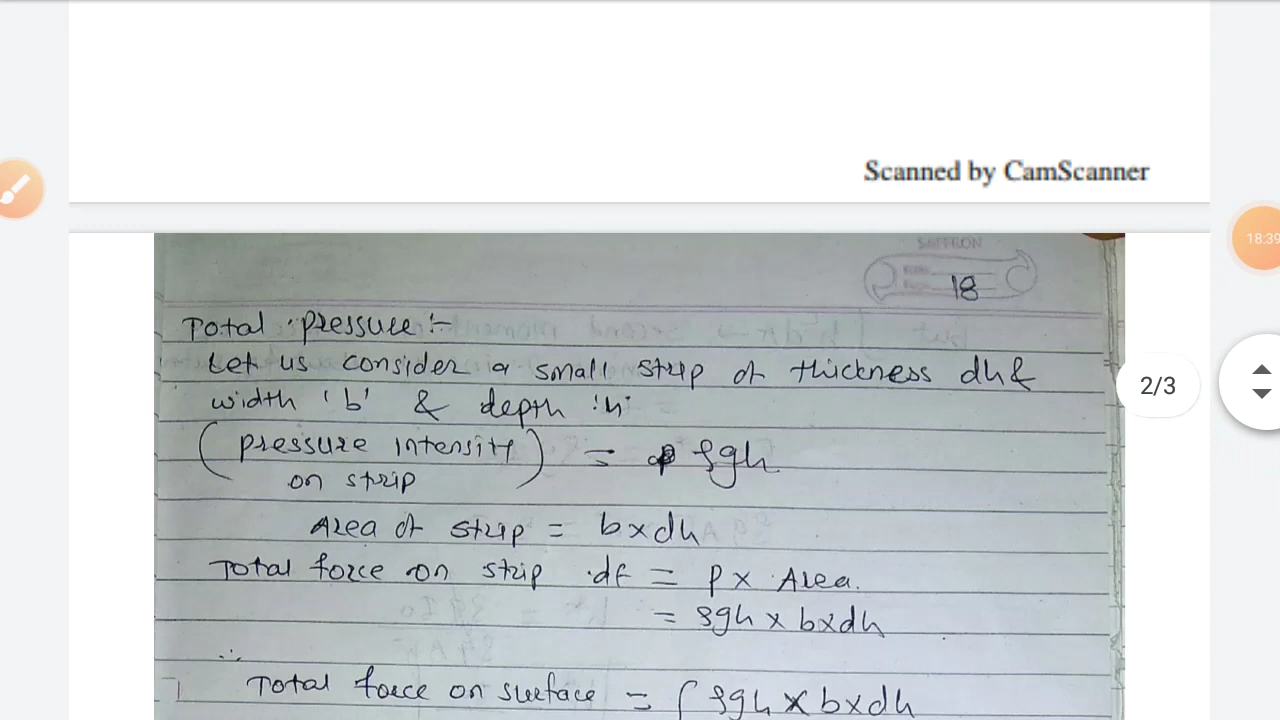 Scanned by CamScanner
SAFFRON
18
Total pressure :-
Let us consider a small strip of thickness dh &
width 'b' & depth 'h'
(pressure intensity on strip) = ρgh
Area of strip = b×dh
Total force on strip df = p × Area.
= ρgh × b×dh
∴
Total force on surface = ∫ρgh × b×dh
2/3
18:39